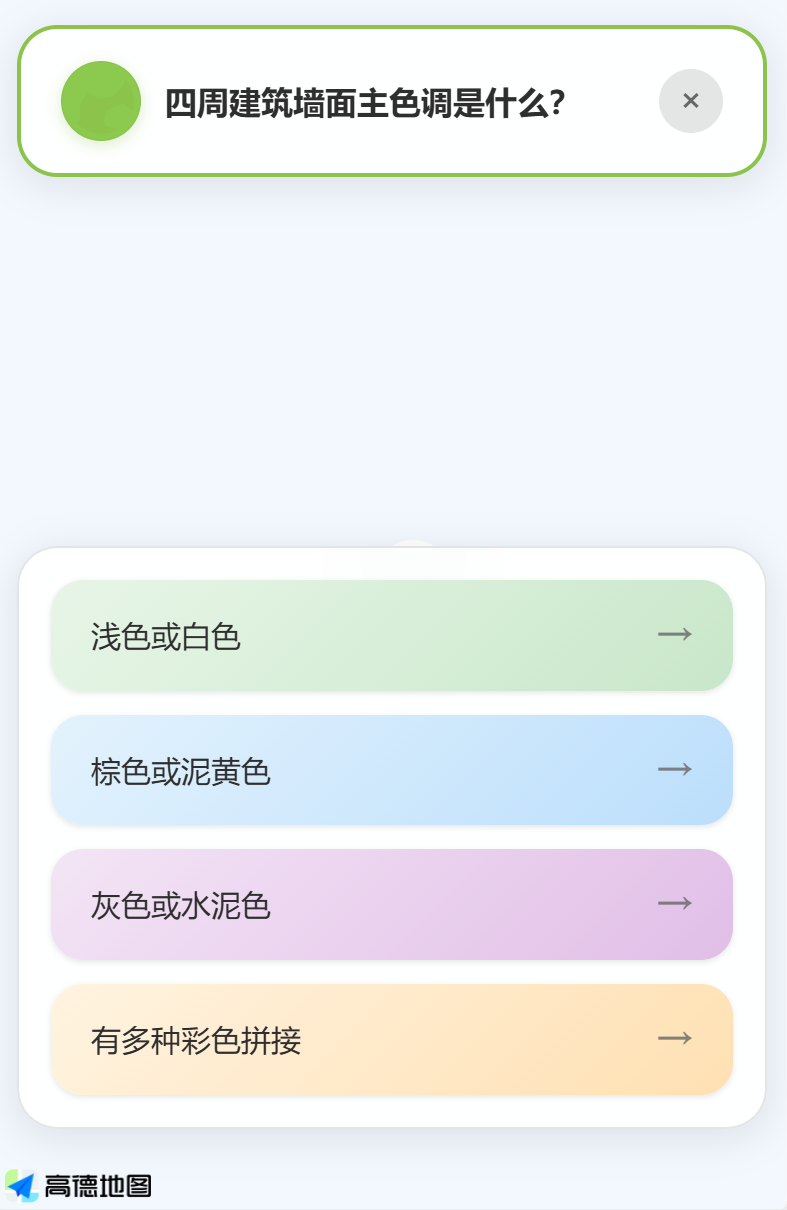 四周建筑墙面主色调是什么?
×
浅色或白色 →
棕色或泥黄色 →
灰色或水泥色 →
有多种彩色拼接 →
高德地图